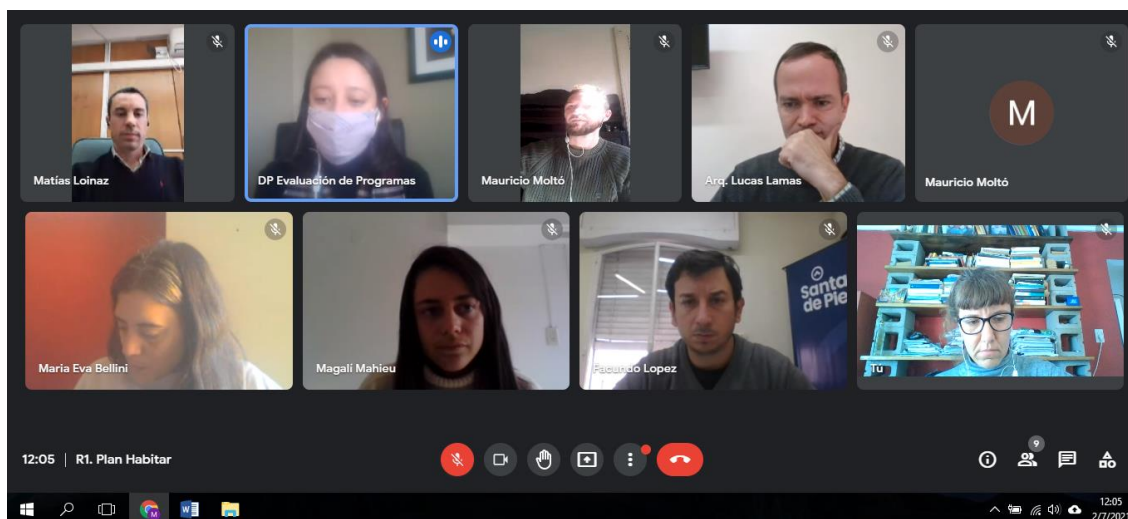 Matías Loinaz
DP Evaluación de Programas
Mauricio Moltó
Arq. Lucas Lamas
M
Mauricio Moltó
Maria Eva Bellini
Magalí Mahieu
Santa
de Pie
Facundo Lopez
Tú
12:05 | R1. Plan Habitar
9
12:05
2/7/2021